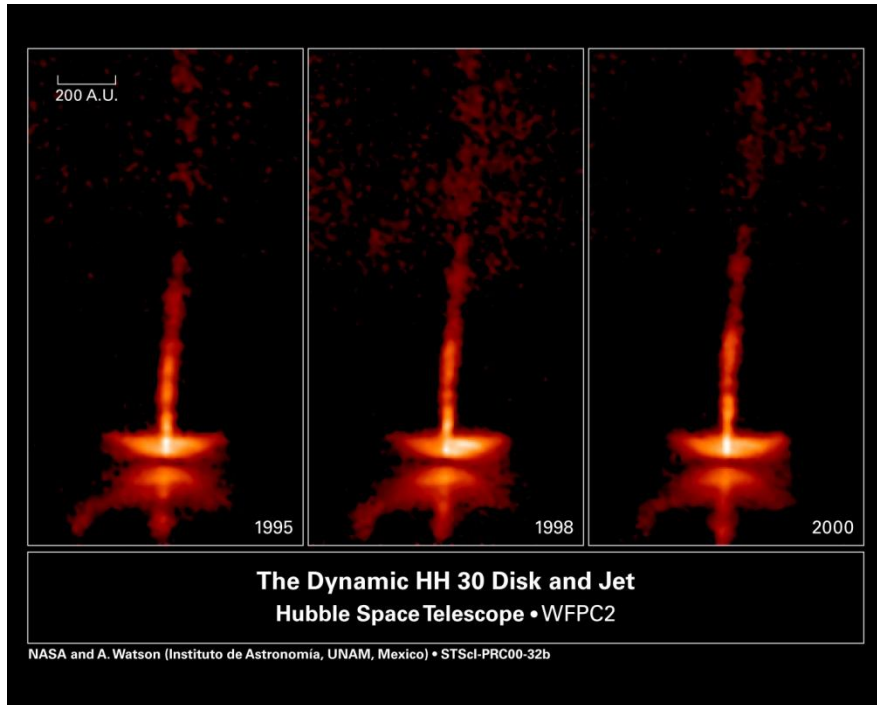 200 A.U.
1995
1998
2000
The Dynamic HH 30 Disk and Jet
Hubble Space Telescope • WFPC2
NASA and A. Watson (Instituto de Astronomía, UNAM, Mexico) • STScI-PRC00-32b